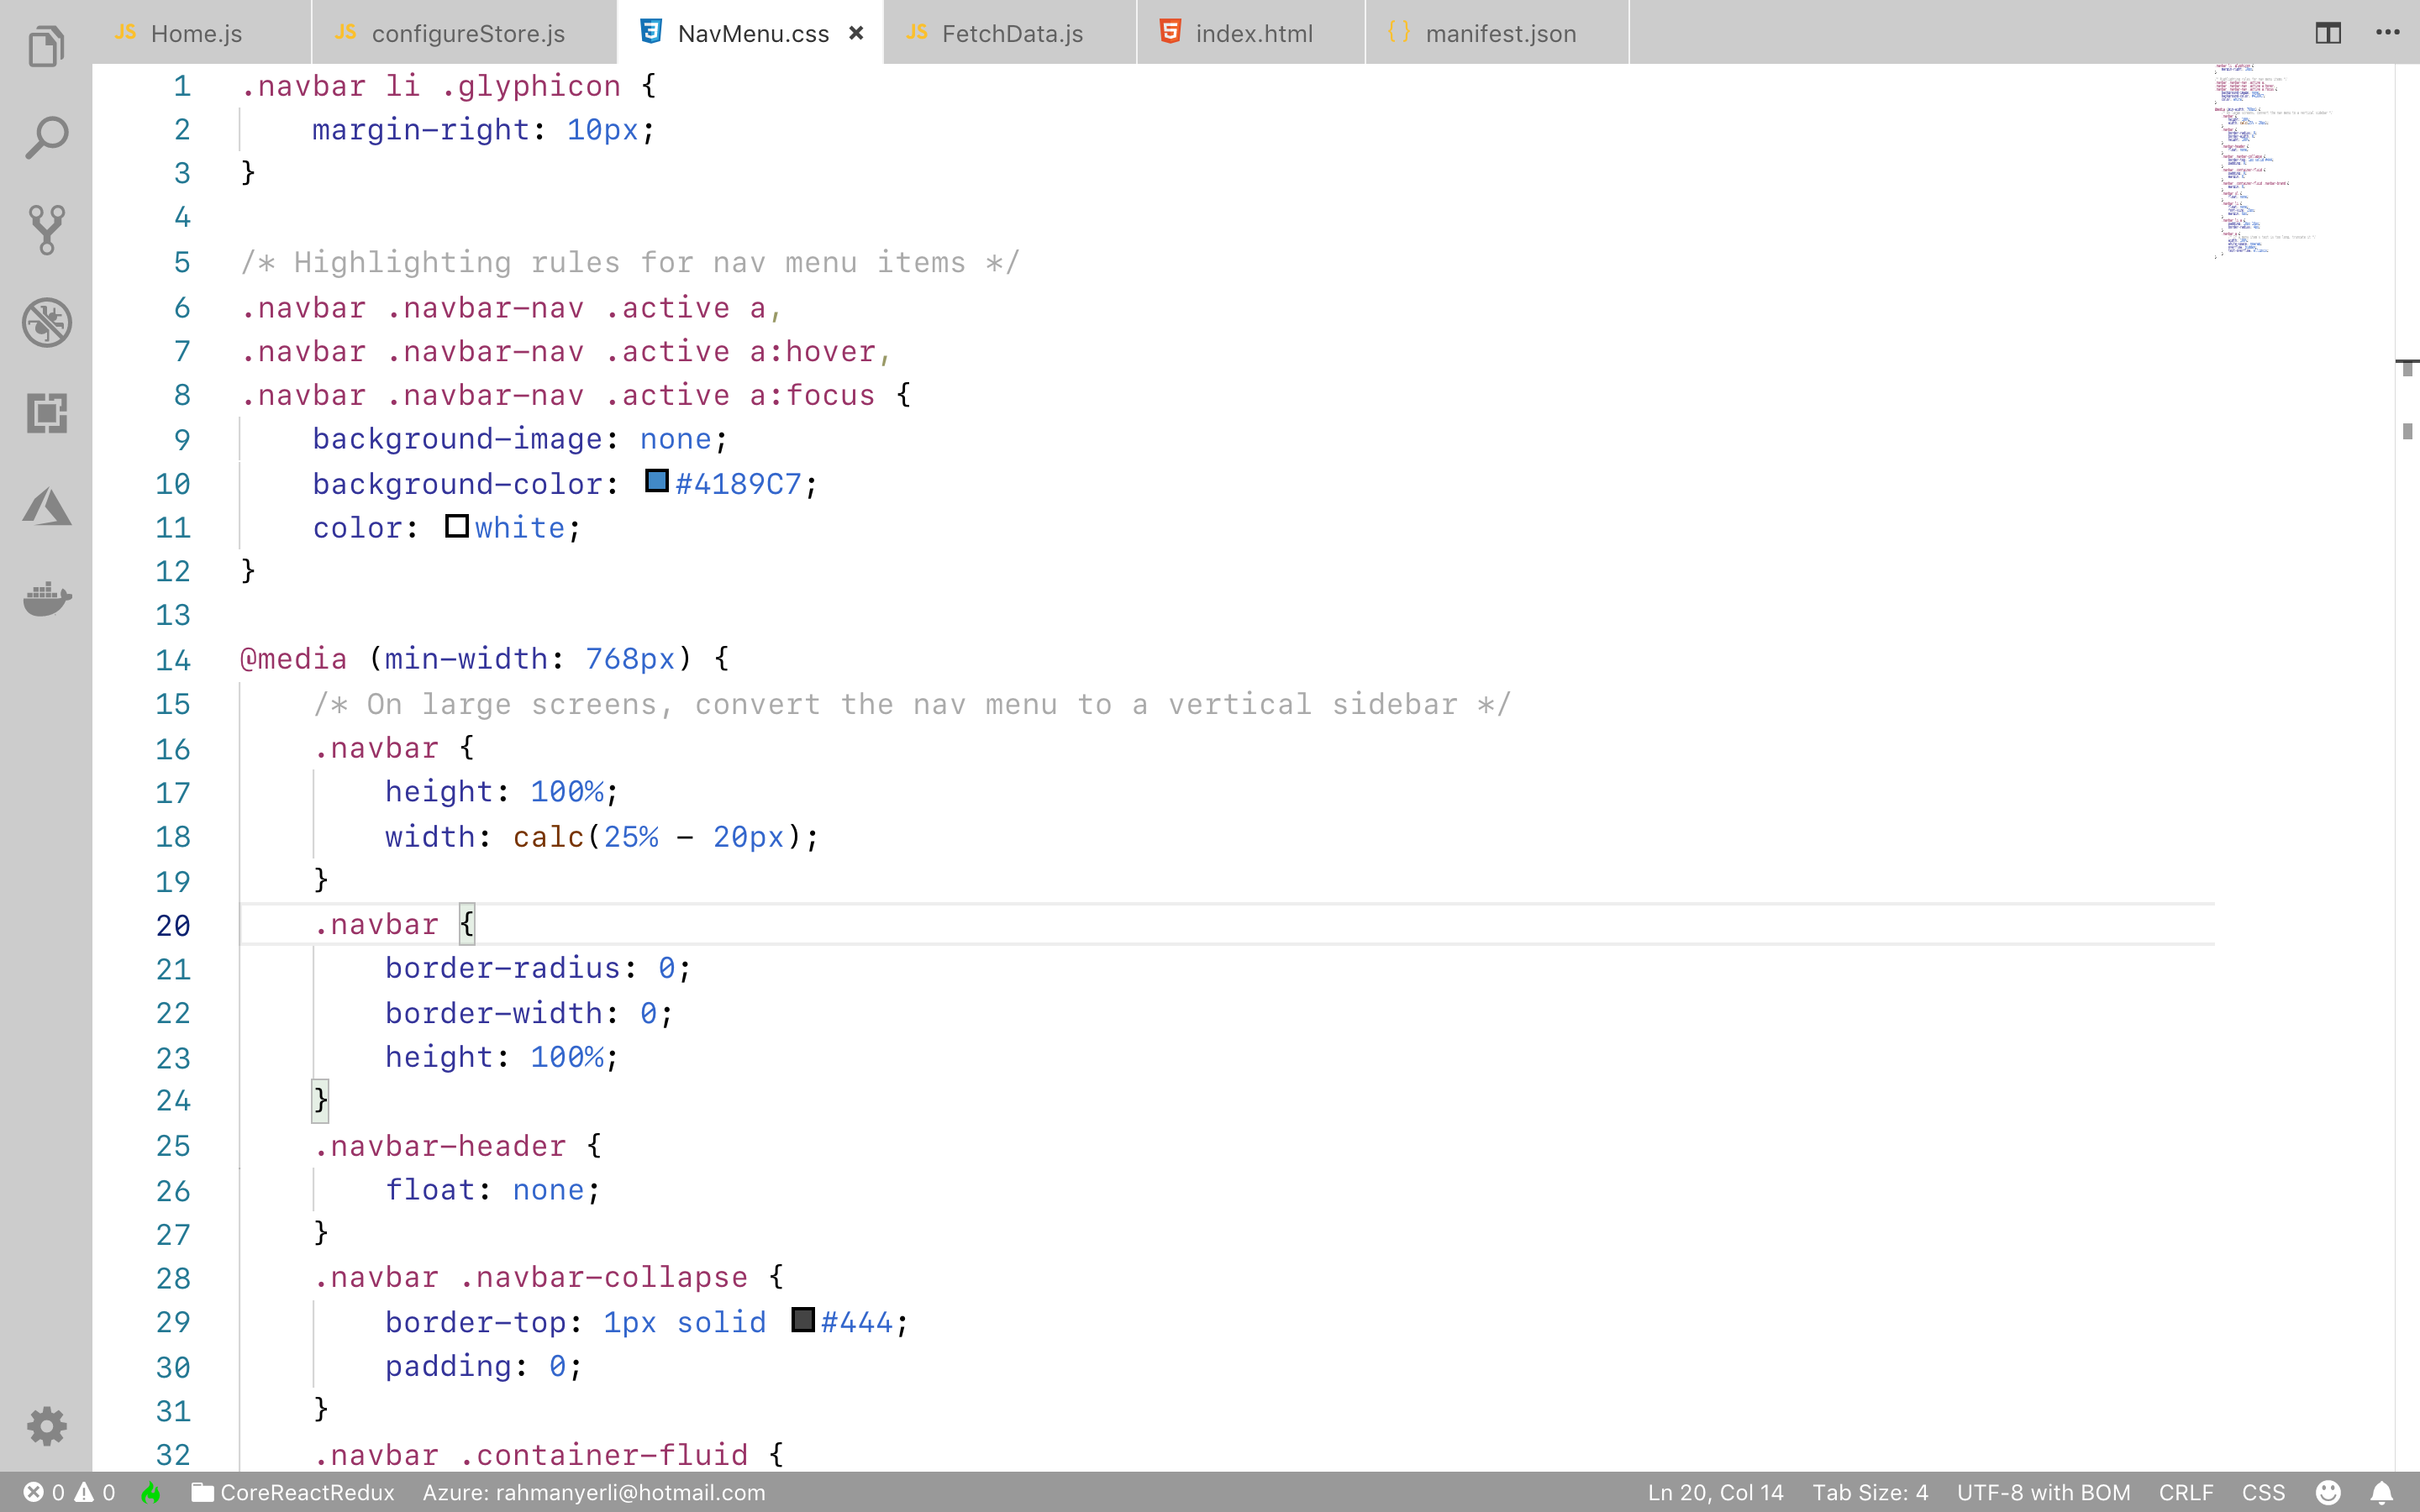 JS Home.js JS configureStore.js NavMenu.css × JS FetchData.js index.html {} manifest.json
1 .navbar li .glyphicon {
2 margin-right: 10px;
3 }
4
5 /* Highlighting rules for nav menu items */
6 .navbar .navbar-nav .active a,
7 .navbar .navbar-nav .active a:hover,
8 .navbar .navbar-nav .active a:focus {
9 background-image: none;
10 background-color: #4189C7;
11 color: white;
12 }
13
14 @media (min-width: 768px) {
15 /* On large screens, convert the nav menu to a vertical sidebar */
16 .navbar {
17 height: 100%;
18 width: calc(25% - 20px);
19 }
20 .navbar {
21 border-radius: 0;
22 border-width: 0;
23 height: 100%;
24 }
25 .navbar-header {
26 float: none;
27 }
28 .navbar .navbar-collapse {
29 border-top: 1px solid #444;
30 padding: 0;
31 }
32 .navbar .container-fluid {
0 0 CoreReactRedux Azure: rahmanyerli@hotmail.com Ln 20, Col 14 Tab Size: 4 UTF-8 with BOM CRLF CSS